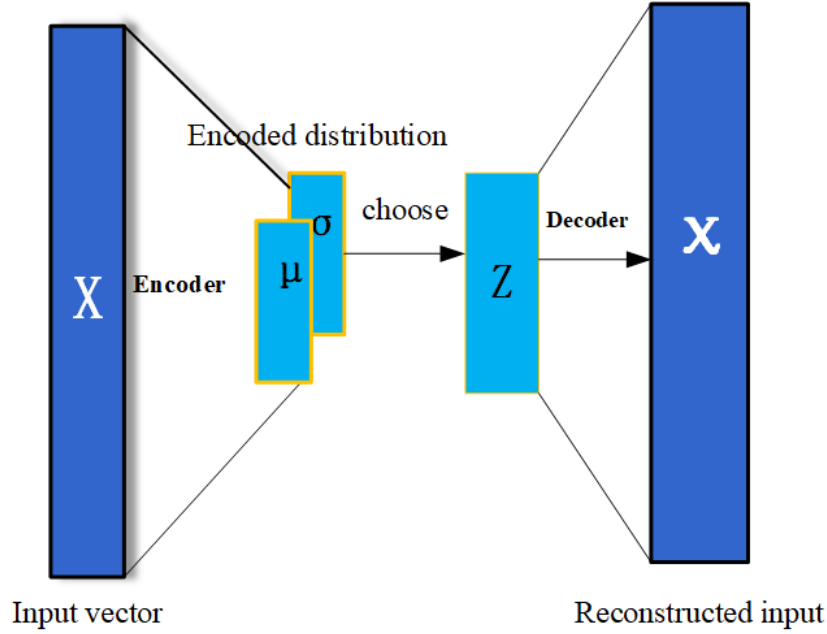 Encoded distribution
σ
choose
Decoder
x
X
Encoder
μ
Z
Input vector
Reconstructed input